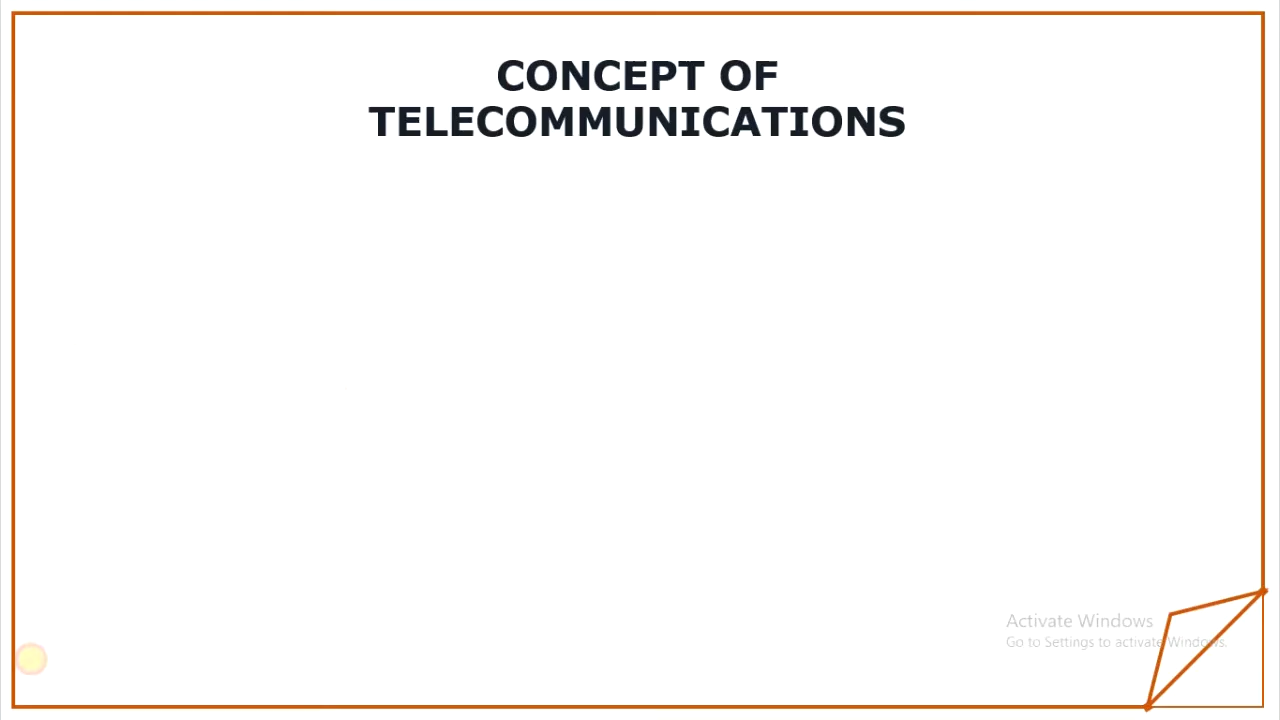 CONCEPT OF
TELECOMMUNICATIONS
Activate Windows
Go to Settings to activate Windows.